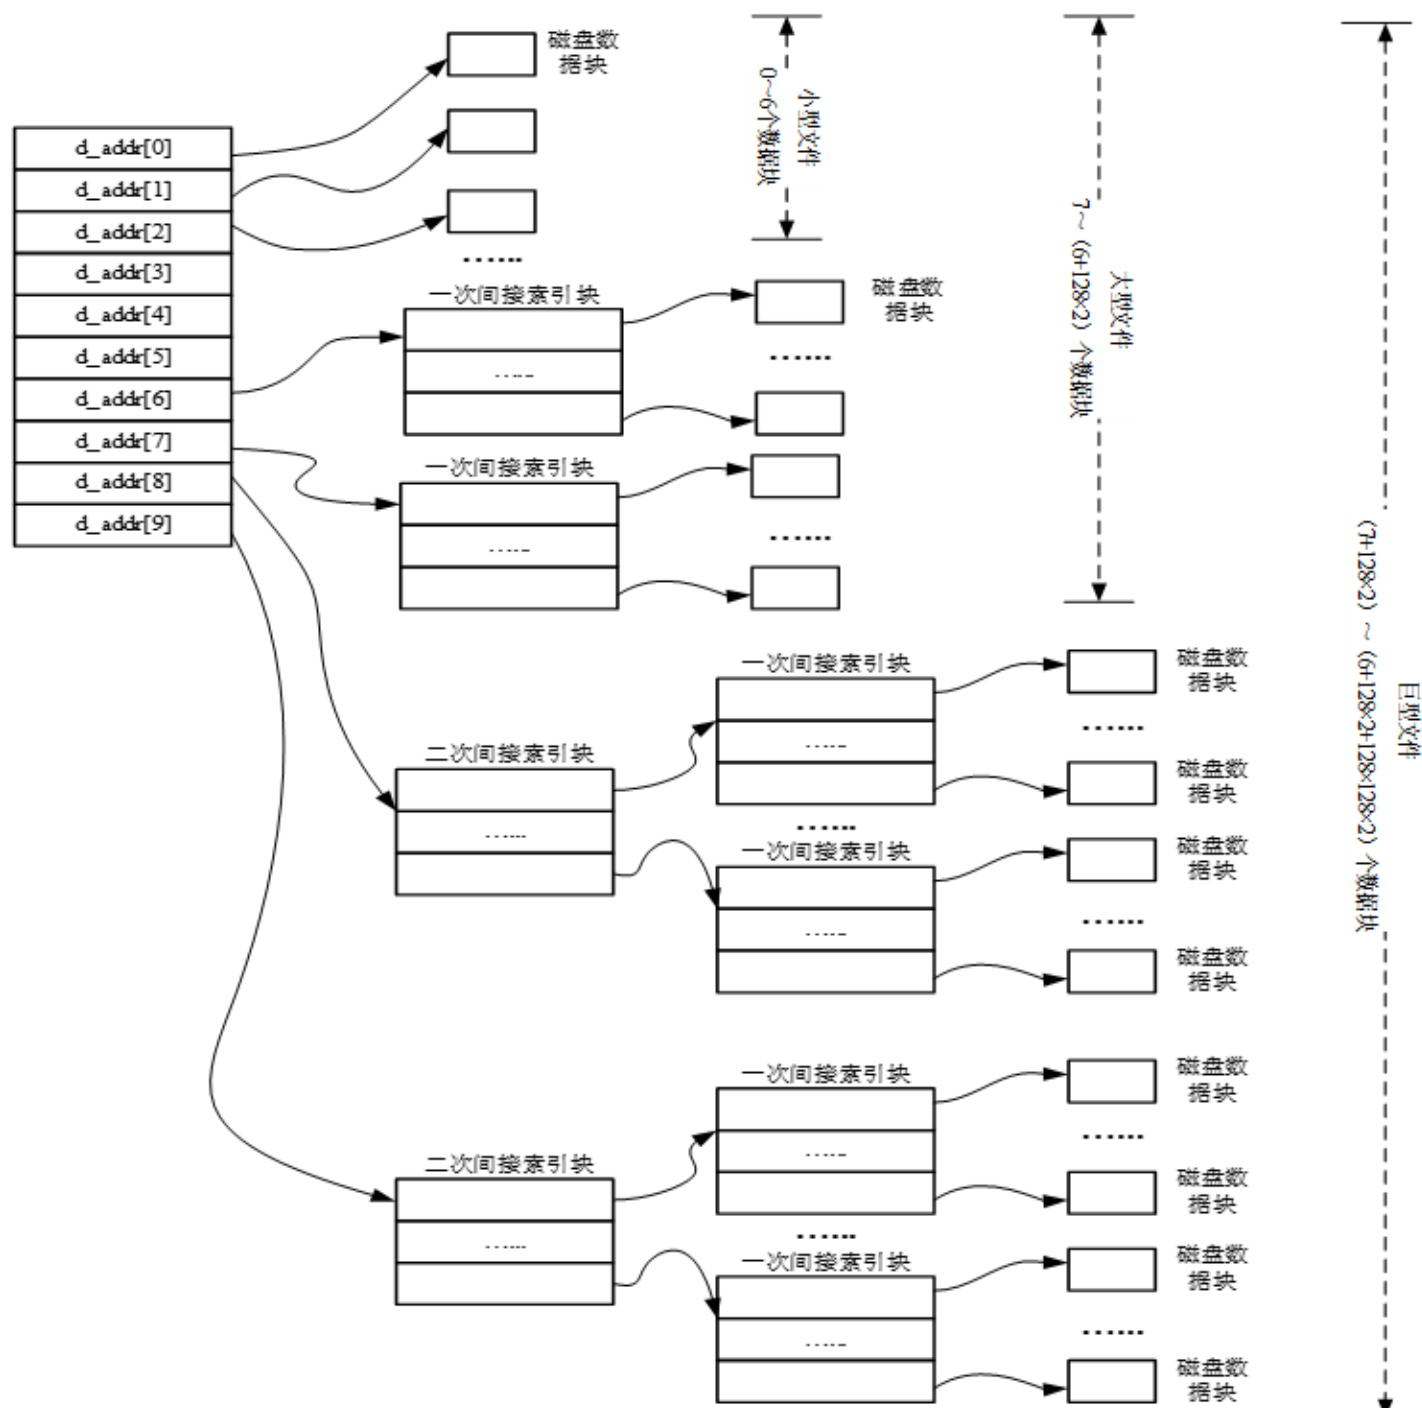 磁盘数
据块
d_addr[0]
d_addr[1]
d_addr[2]
d_addr[3]
d_addr[4]
d_addr[5]
d_addr[6]
d_addr[7]
d_addr[8]
d_addr[9]
……
小型文件
0~6个数据块
一次间接索引块
……
磁盘数
据块
……
一次间接索引块
……
……
大型文件
7~(6+128×2)个数据块
二次间接索引块
……
一次间接索引块
……
磁盘数
据块
……
磁盘数
据块
……
一次间接索引块
……
磁盘数
据块
……
磁盘数
据块
二次间接索引块
……
一次间接索引块
……
磁盘数
据块
……
磁盘数
据块
……
一次间接索引块
……
磁盘数
据块
……
磁盘数
据块
巨型文件
(7+128×2)~(6+128×2+128×128×2)个数据块